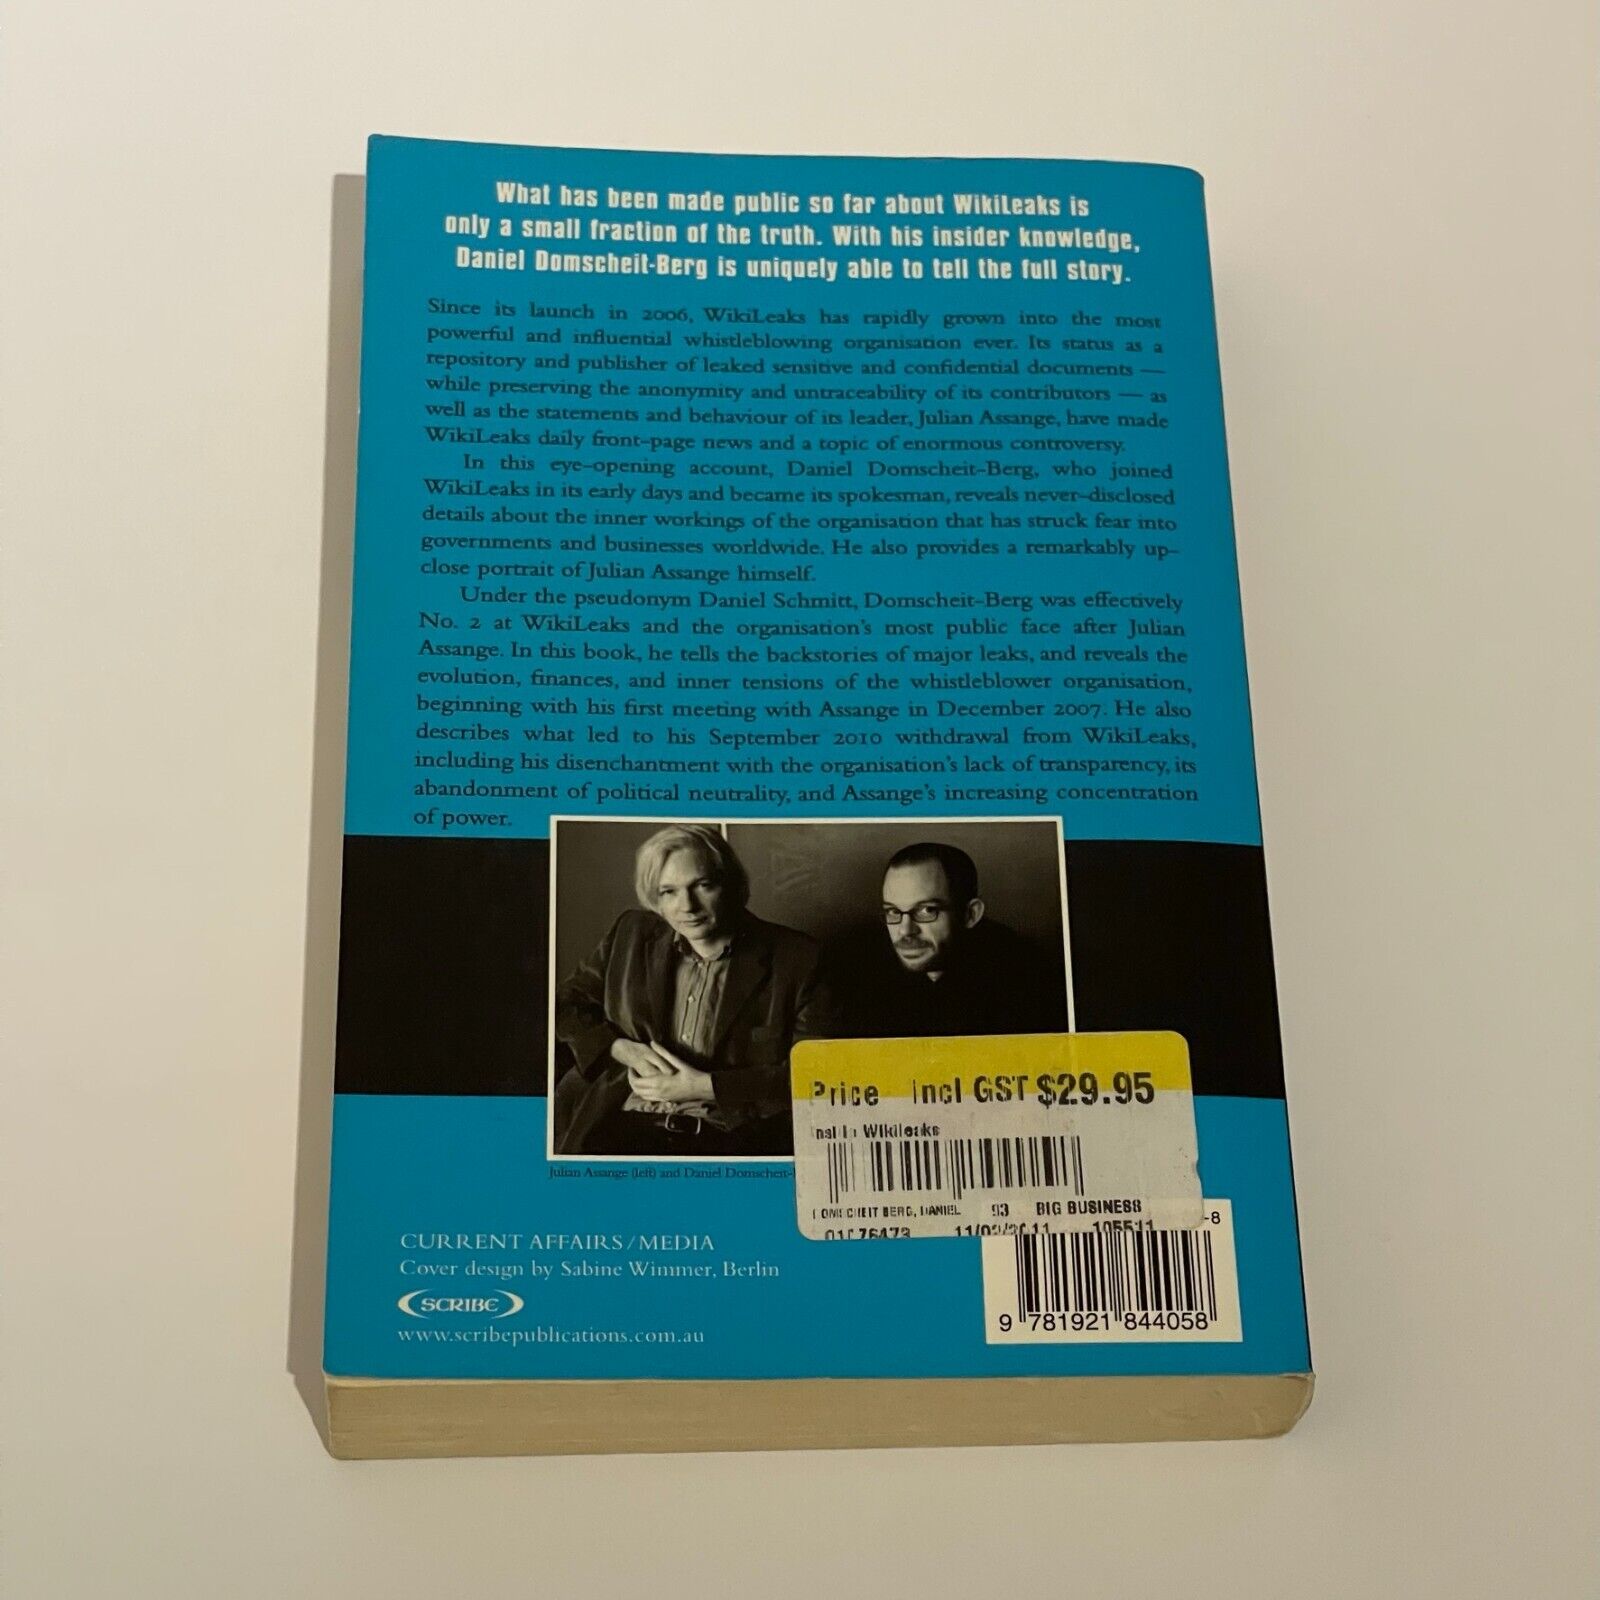 What has been made public so far about WikiLeaks is
only a small fraction of the truth. With his insider knowledge,
Daniel Domscheit-Berg is uniquely able to tell the full story.
Since its launch in 2006, WikiLeaks has rapidly grown into the most
powerful and influential whistleblowing organisation ever. Its status as a
repository and publisher of leaked sensitive and confidential documents —
while preserving the anonymity and untraceability of its contributors — as
well as the statements and behaviour of its leader, Julian Assange, have made
WikiLeaks daily front-page news and a topic of enormous controversy.
In this eye-opening account, Daniel Domscheit-Berg, who joined
WikiLeaks in its early days and became its spokesman, reveals never-disclosed
details about the inner workings of the organisation that has struck fear into
governments and businesses worldwide. He also provides a remarkably up-
close portrait of Julian Assange himself.
Under the pseudonym Daniel Schmitt, Domscheit-Berg was effectively
No. 2 at WikiLeaks and the organisation's most public face after Julian
Assange. In this book, he tells the backstories of major leaks, and reveals the
evolution, finances, and inner tensions of the whistleblower organisation,
beginning with his first meeting with Assange in December 2007. He also
describes what led to his September 2010 withdrawal from WikiLeaks,
including his disenchantment with the organisation's lack of transparency, its
abandonment of political neutrality, and Assange's increasing concentration
of power.
Price Incl GST $29.95
Wikileaks
Julian Assange (left) and Daniel Domscheit-
BERG, DANIEL 93 BIG BUSINESS
105511
-8
CURRENT AFFAIRS/MEDIA
Cover design by Sabine Wimmer, Berlin
SCRIBE
www.scribepublications.com.au
9 781921 844058